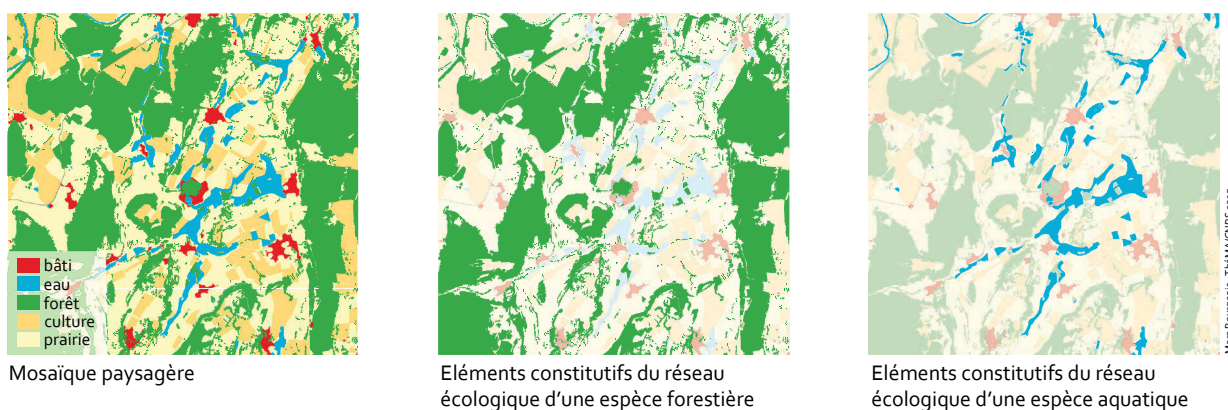 bâti
eau
forêt
culture
prairie
Mosaïque paysagère
Eléments constitutifs du réseau
écologique d’une espèce forestière
Eléments constitutifs du réseau
écologique d’une espèce aquatique